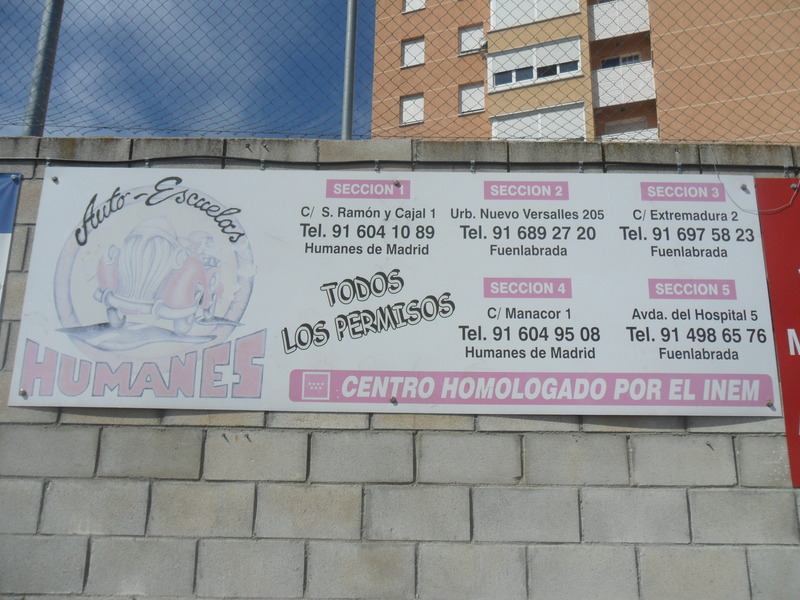 Auto-Escuelas
HUMANES
SECCION 1
C/ S. Ramón y Cajal 1
Tel. 91 604 10 89
Humanes de Madrid
SECCION 2
Urb. Nuevo Versalles 205
Tel. 91 689 27 20
Fuenlabrada
SECCION 3
C/ Extremadura 2
Tel. 91 697 58 23
Fuenlabrada
TODOS
LOS PERMISOS
SECCION 4
C/ Manacor 1
Tel. 91 604 95 08
Humanes de Madrid
SECCION 5
Avda. del Hospital 5
Tel. 91 498 65 76
Fuenlabrada
CENTRO HOMOLOGADO POR EL INEM